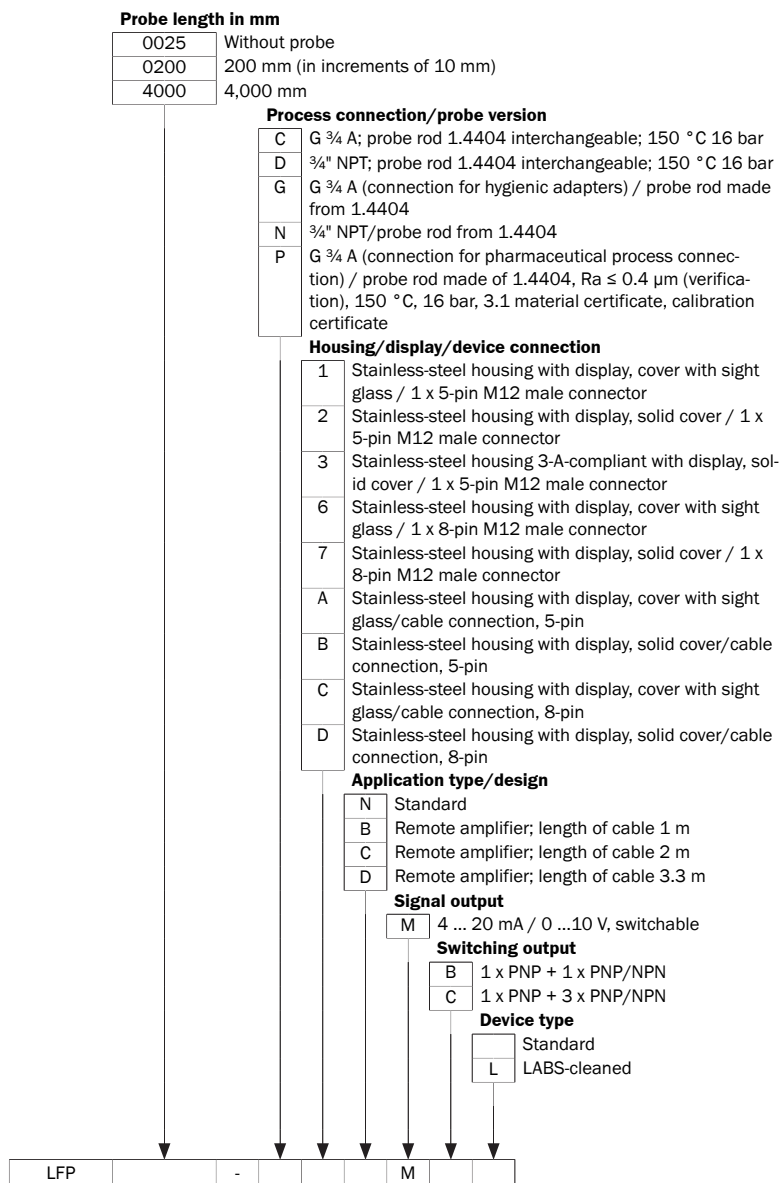 Probe length in mm
0025 Without probe
0200 200 mm (in increments of 10 mm)
4000 4,000 mm
Process connection/probe version
C G ¾ A; probe rod 1.4404 interchangeable; 150 °C 16 bar
D ¾" NPT; probe rod 1.4404 interchangeable; 150 °C 16 bar
G G ¾ A (connection for hygienic adapters) / probe rod made
from 1.4404
N ¾" NPT/probe rod from 1.4404
P G ¾ A (connection for pharmaceutical process connec-
tion) / probe rod made of 1.4404, Ra ≤ 0.4 µm (verifica-
tion), 150 °C, 16 bar, 3.1 material certificate, calibration
certificate
Housing/display/device connection
1 Stainless-steel housing with display, cover with sight
glass / 1 x 5-pin M12 male connector
2 Stainless-steel housing with display, solid cover / 1 x
5-pin M12 male connector
3 Stainless-steel housing 3-A-compliant with display, sol-
id cover / 1 x 5-pin M12 male connector
6 Stainless-steel housing with display, cover with sight
glass / 1 x 8-pin M12 male connector
7 Stainless-steel housing with display, solid cover / 1 x
8-pin M12 male connector
A Stainless-steel housing with display, cover with sight
glass/cable connection, 5-pin
B Stainless-steel housing with display, solid cover/cable
connection, 5-pin
C Stainless-steel housing with display, cover with sight
glass/cable connection, 8-pin
D Stainless-steel housing with display, solid cover/cable
connection, 8-pin
Application type/design
N Standard
B Remote amplifier; length of cable 1 m
C Remote amplifier; length of cable 2 m
D Remote amplifier; length of cable 3.3 m
Signal output
M 4 ... 20 mA / 0 ...10 V, switchable
Switching output
B 1 x PNP + 1 x PNP/NPN
C 1 x PNP + 3 x PNP/NPN
Device type
Standard
L LABS-cleaned
LFP - M